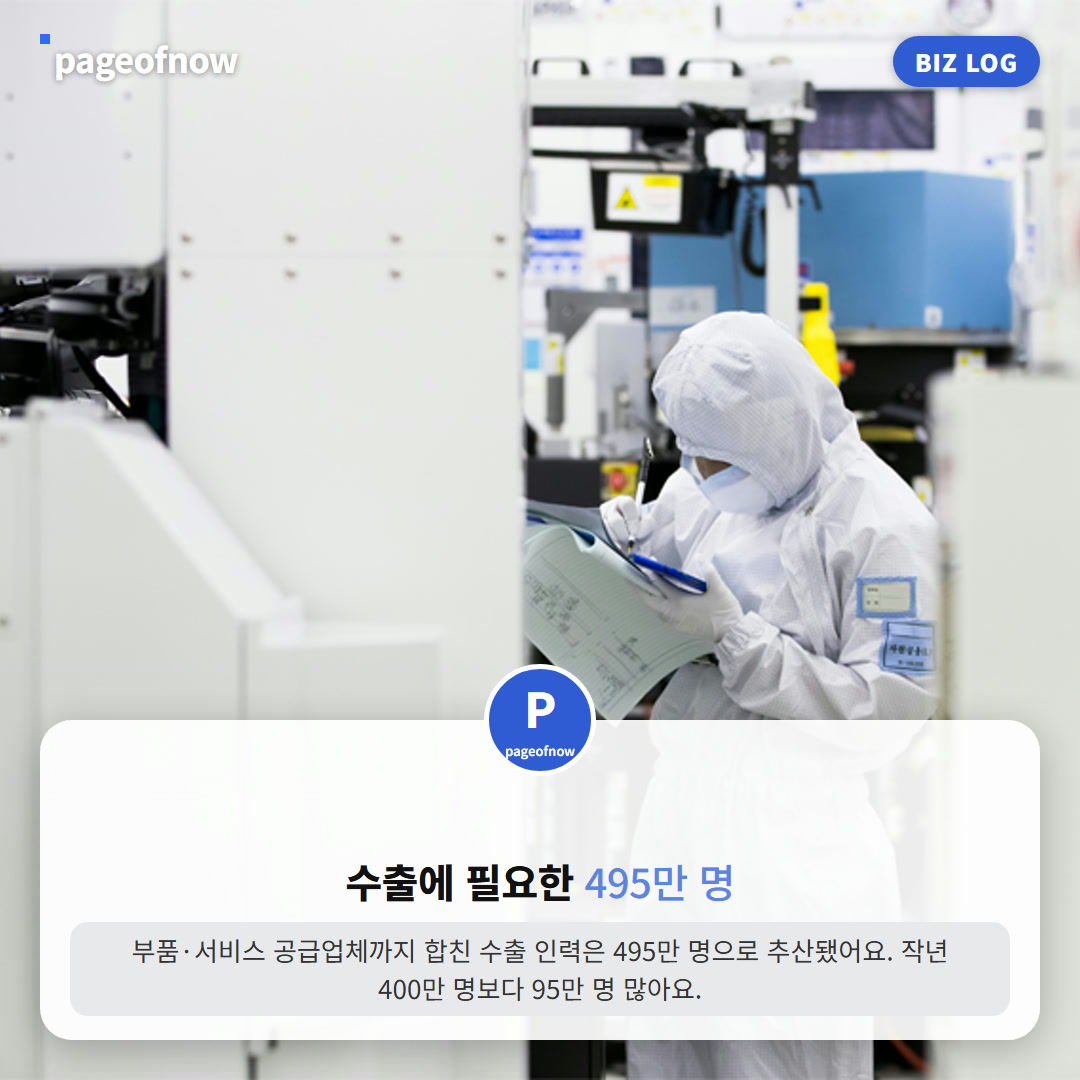 pageofnow
BIZ LOG
P
pageofnow
수출에 필요한 495만 명
부품·서비스 공급업체까지 합친 수출 인력은 495만 명으로 추산됐어요. 작년
400만 명보다 95만 명 많아요.